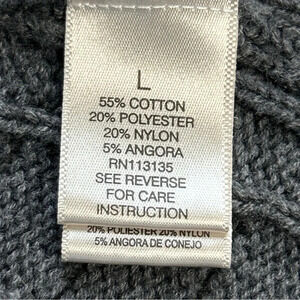 L
55% COTTON
20% POLYESTER
20% NYLON
5% ANGORA
RN113135
SEE REVERSE
FOR CARE
INSTRUCTION
20% POLYESTER 20% NYLON
5% ANGORA DE CONEJO